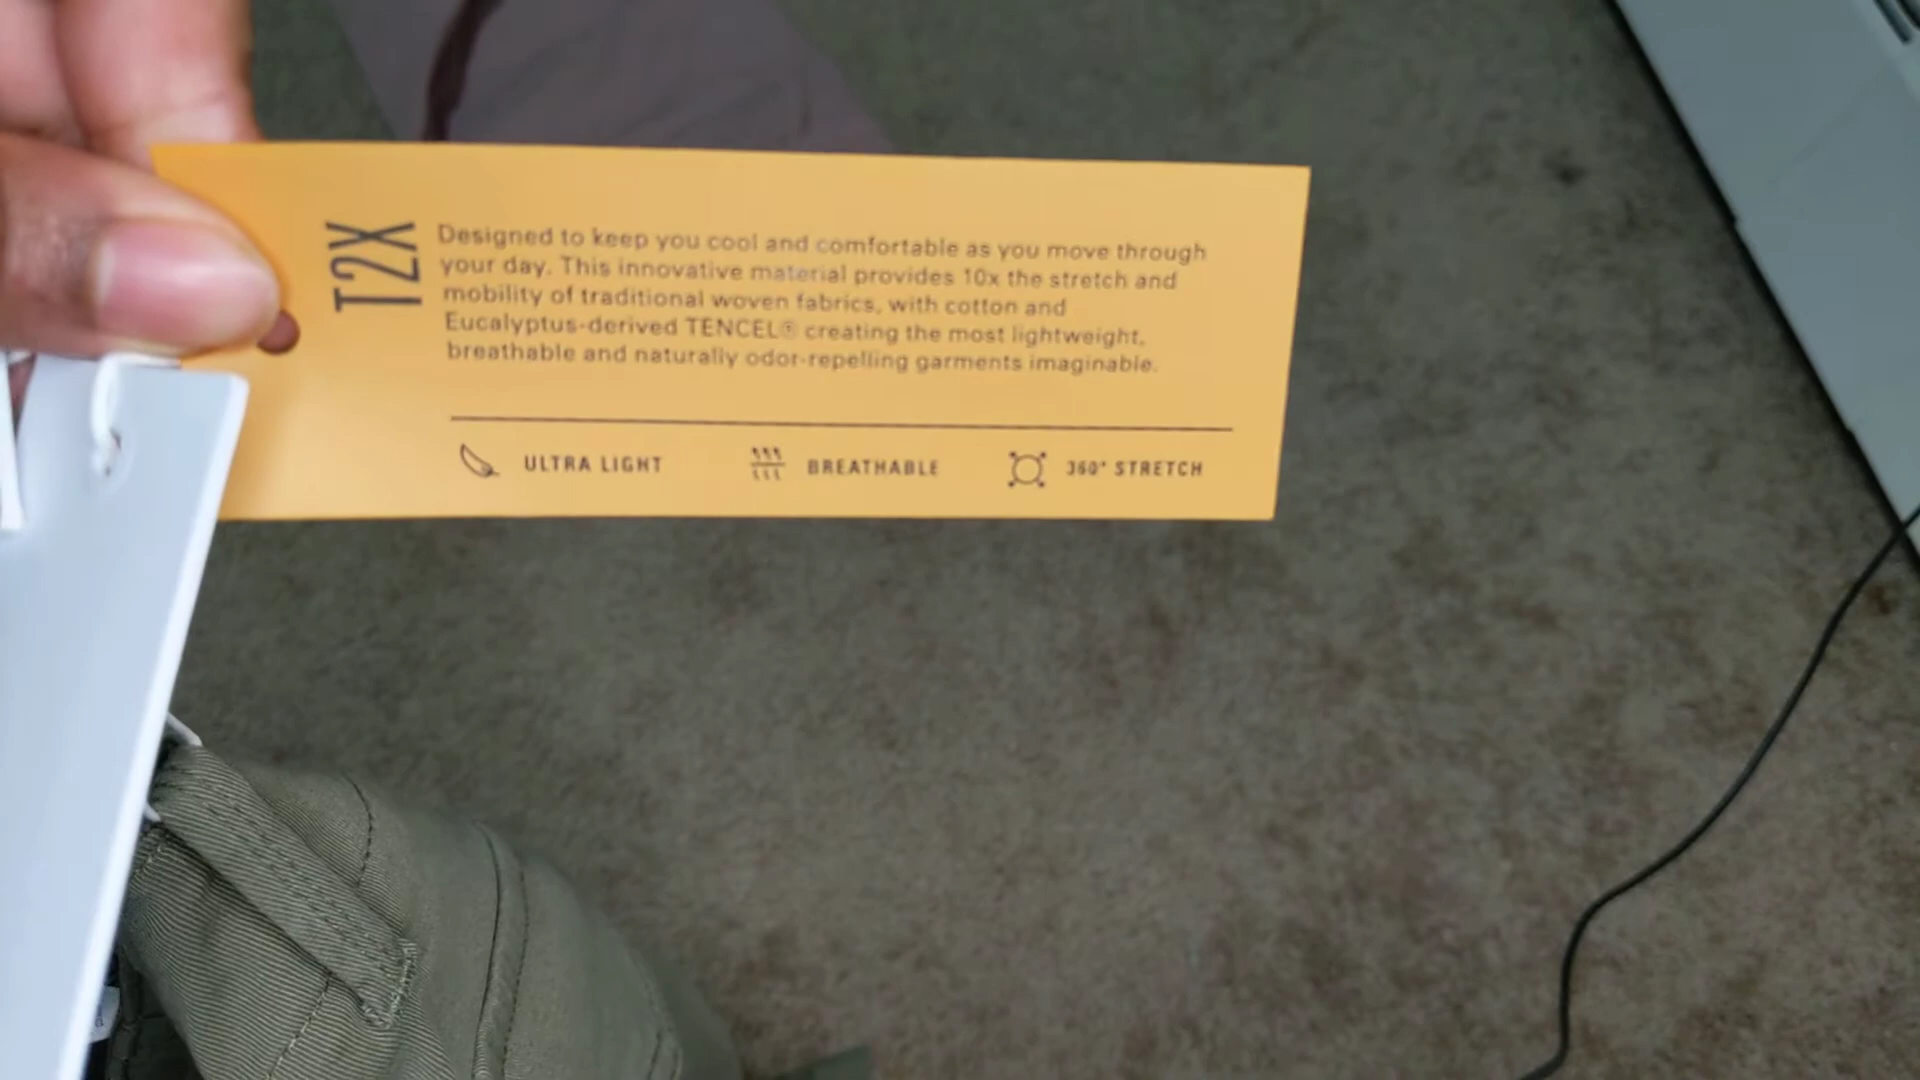 T2X
Designed to keep you cool and comfortable as you move through
your day. This innovative material provides 10x the stretch and
mobility of traditional woven fabrics, with cotton and
Eucalyptus-derived TENCEL® creating the most lightweight,
breathable and naturally odor-repelling garments imaginable.
ULTRA LIGHT
BREATHABLE
360° STRETCH